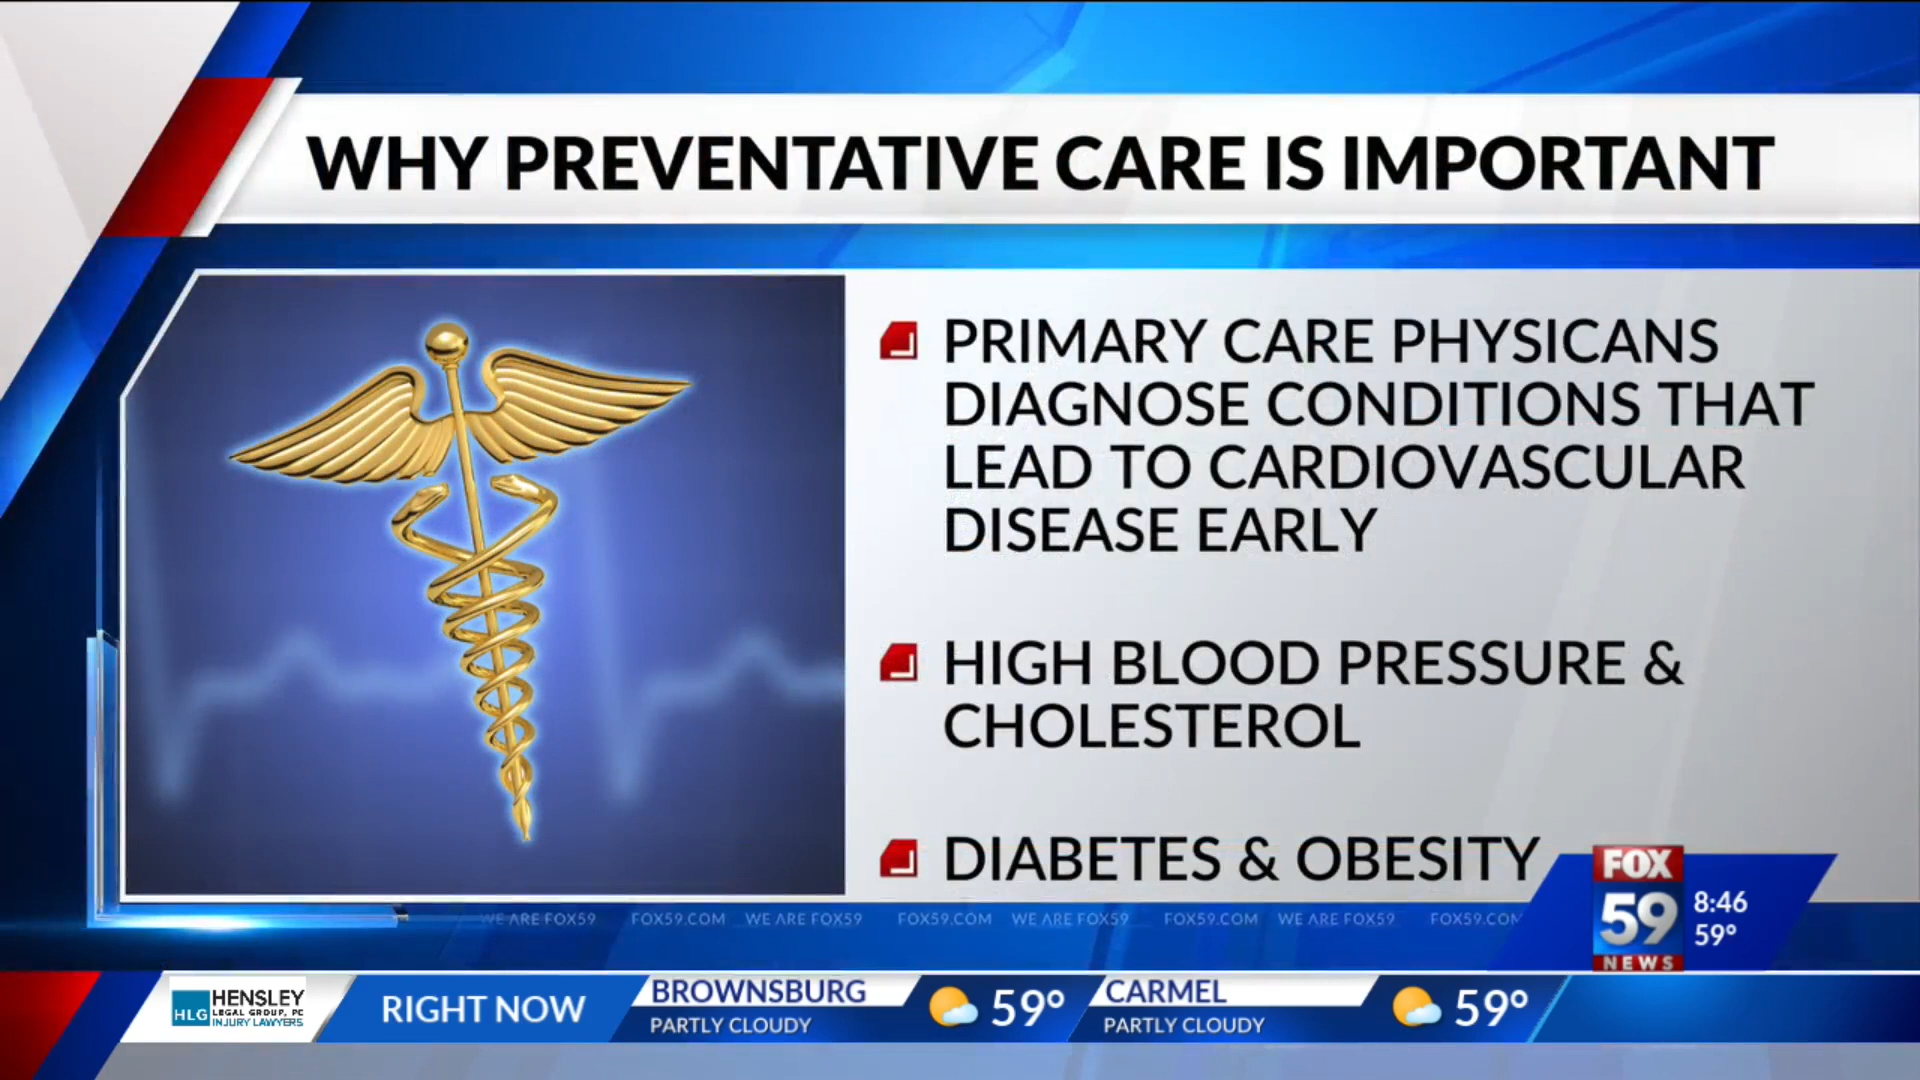 WHY PREVENTATIVE CARE IS IMPORTANT
PRIMARY CARE PHYSICANS
DIAGNOSE CONDITIONS THAT
LEAD TO CARDIOVASCULAR
DISEASE EARLY
HIGH BLOOD PRESSURE &
CHOLESTEROL
DIABETES & OBESITY
WE ARE FOX59 FOX59.COM WE ARE FOX59 FOX59.COM WE ARE FOX59 FOX59.COM WE ARE FOX59 FOX59.COM
FOX
59
NEWS
8:46
59°
HLG
HENSLEY
LEGAL GROUP, PC
INJURY LAWYERS
RIGHT NOW
BROWNSBURG
PARTLY CLOUDY
59°
CARMEL
PARTLY CLOUDY
59°